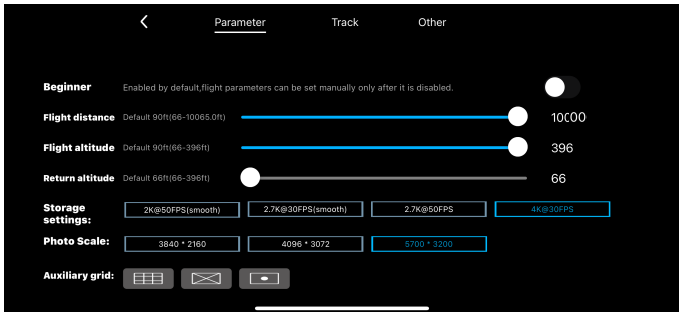 Parameter Track Other
Beginner Enabled by default,flight parameters can be set manually only after it is disabled.
Flight distance Default 90ft(66-10065.0ft) 10000
Flight altitude Default 90ft(66-396ft) 396
Return altitude Default 66ft(66-396ft) 66
Storage settings: 2K@50FPS(smooth) 2.7K@30FPS(smooth) 2.7K@50FPS 4K@30FPS
Photo Scale: 3840 * 2160 4096 * 3072 5700 * 3200
Auxiliary grid: